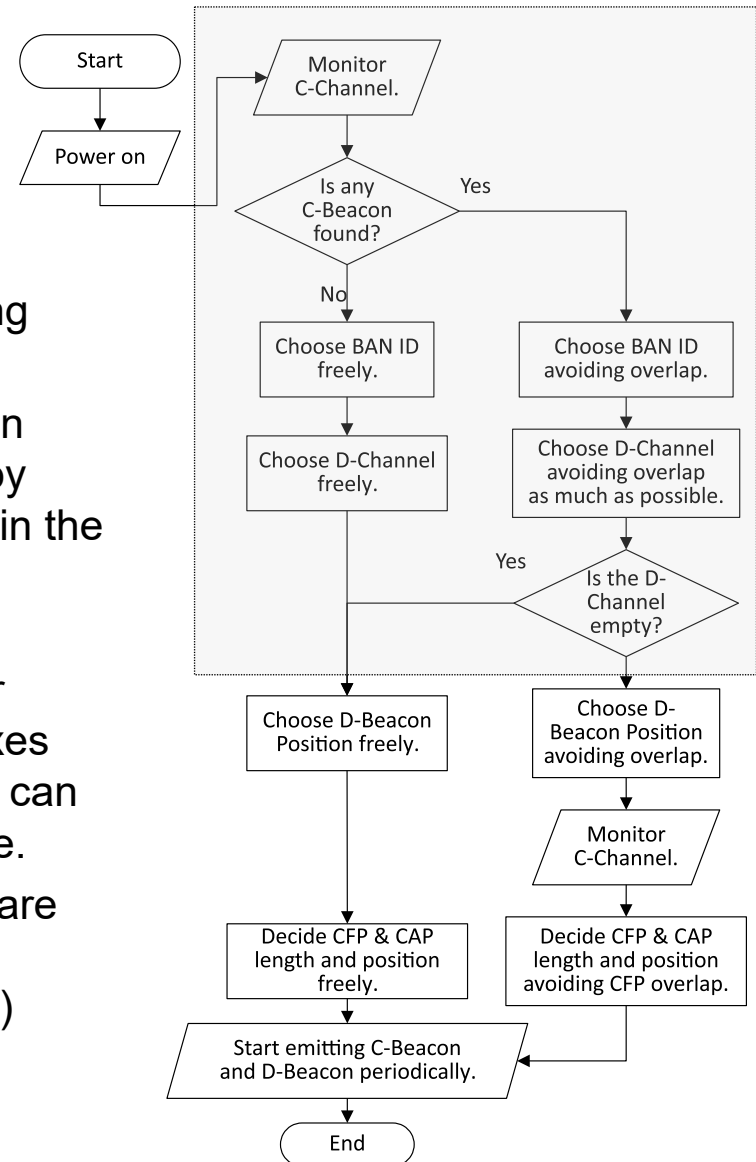 Start
Power on
Monitor
C-Channel.
Is any
C-Beacon
found?
Yes
No
Choose BAN ID
freely.
Choose BAN ID
avoiding overlap.
Choose D-Channel
freely.
Choose D-Channel
avoiding overlap
as much as possible.
Yes
Is the D-
Channel
empty?
Choose D-Beacon
Position freely.
Choose D-
Beacon Position
avoiding overlap.
Monitor
C-Channel.
Decide CFP & CAP
length and position
freely.
Decide CFP & CAP
length and position
avoiding CFP overlap.
Start emitting C-Beacon
and D-Beacon periodically.
End
in the
can
are
)